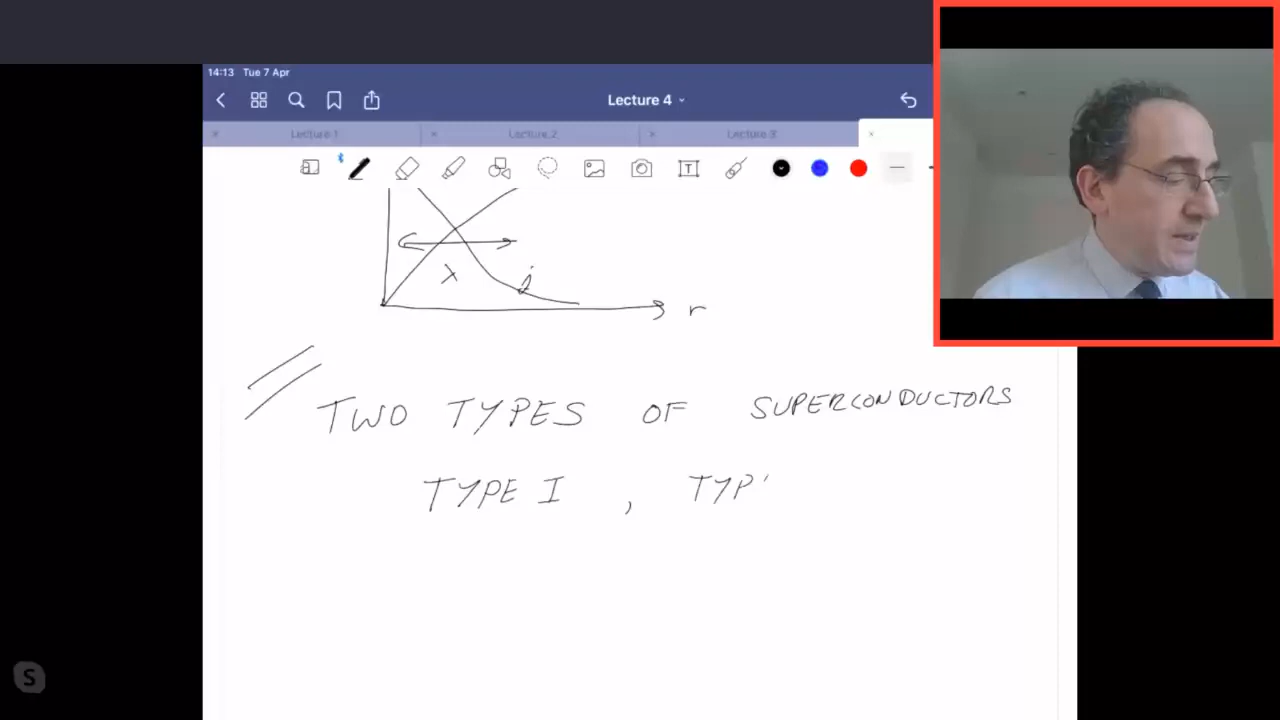 14:13 Tue 7 Apr
Lecture 4
Lecture 1
Lecture 2
Lecture 3
T
λ
j
r
TWO TYPES OF SUPERCONDUCTORS
TYPE I , TYP
S